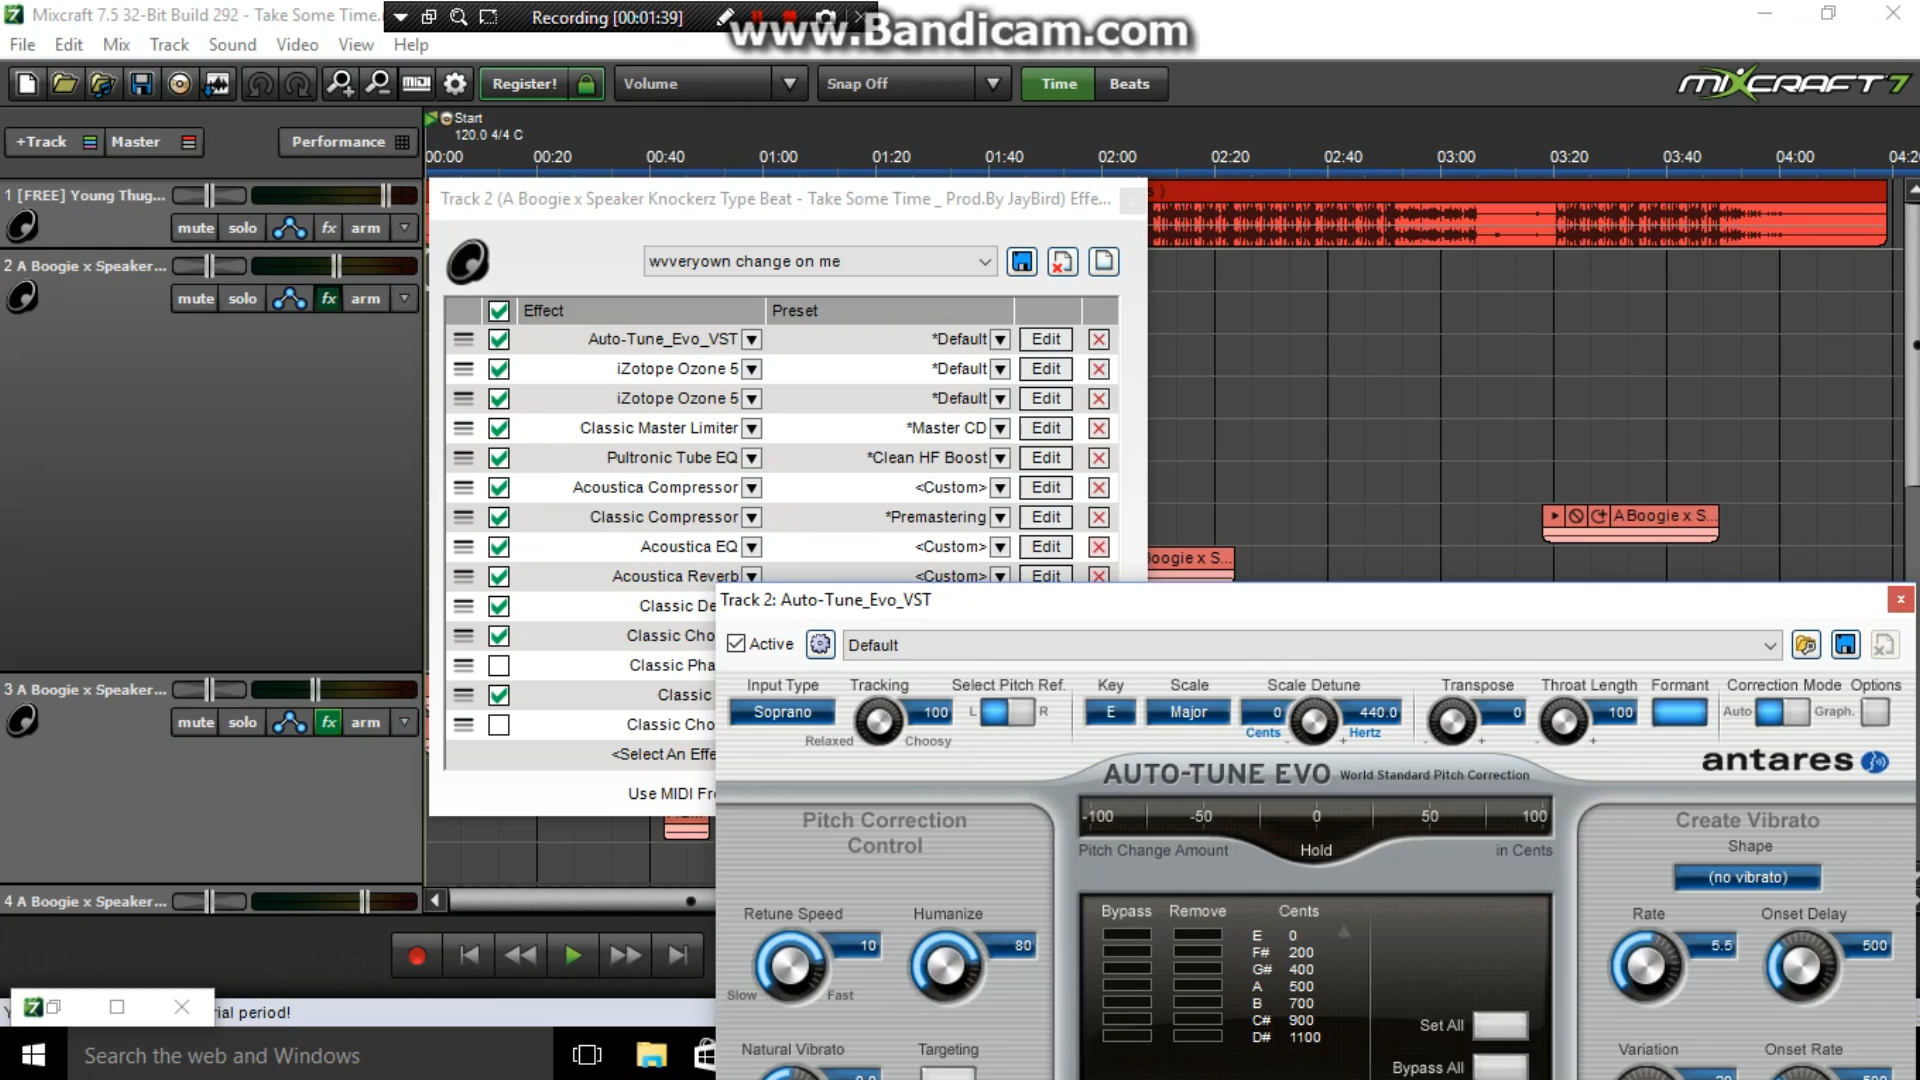 Mixcraft 7.5 32-Bit Build 292 - Take Some Time.
Recording [00:01:39]
www.Bandicam.com
File Edit Mix Track Sound Video View Help
Register! Volume Snap Off Time Beats
MIXCRAFT 7
+Track Master Performance
Start
120.0 4/4 C
00:00 00:20 00:40 01:00 01:20 01:40 02:00 02:20 02:40 03:00 03:20 03:40 04:00 04:2
1 [FREE] Young Thug...
mute solo fx arm
2 A Boogie x Speaker...
mute solo fx arm
3 A Boogie x Speaker...
mute solo fx arm
4 A Boogie x Speaker...
Track 2 (A Boogie x Speaker Knockerz Type Beat - Take Some Time _ Prod.By JayBird) Effe...
wvveryown change on me
Effect Preset
Auto-Tune_Evo_VST *Default Edit
iZotope Ozone 5 *Default Edit
iZotope Ozone 5 *Default Edit
Classic Master Limiter *Master CD Edit
Pultronic Tube EQ *Clean HF Boost Edit
Acoustica Compressor <Custom> Edit
Classic Compressor *Premastering Edit
Acoustica EQ <Custom> Edit
Acoustica Reverb <Custom> Edit
Classic De
Classic Cho
Classic Pha
Classic
Classic Cho
<Select An Effe
Use MIDI Fr
A Boogie x S...
Boogie x S...
Track 2: Auto-Tune_Evo_VST
Active Default
Input Type Tracking Select Pitch Ref. Key Scale Scale Detune Transpose Throat Length Formant Correction Mode Options
Soprano 100 L R E Major 0 440.0 0 100 Auto Graph.
Relaxed Choosy Cents - + Hertz - + - +
antares
AUTO-TUNE EVO World Standard Pitch Correction
-100 -50 0 50 100
Pitch Change Amount Hold in Cents
Pitch Correction
Control
Retune Speed Humanize
10 80
Slow Fast
Natural Vibrato Targeting
0.0
Bypass Remove Cents
E 0
F# 200
G# 400
A 500
B 700
C# 900
D# 1100
Set All
Bypass All
Create Vibrato
Shape
(no vibrato)
Rate Onset Delay
5.5 500
Variation Onset Rate
20 500
ial period!
Search the web and Windows